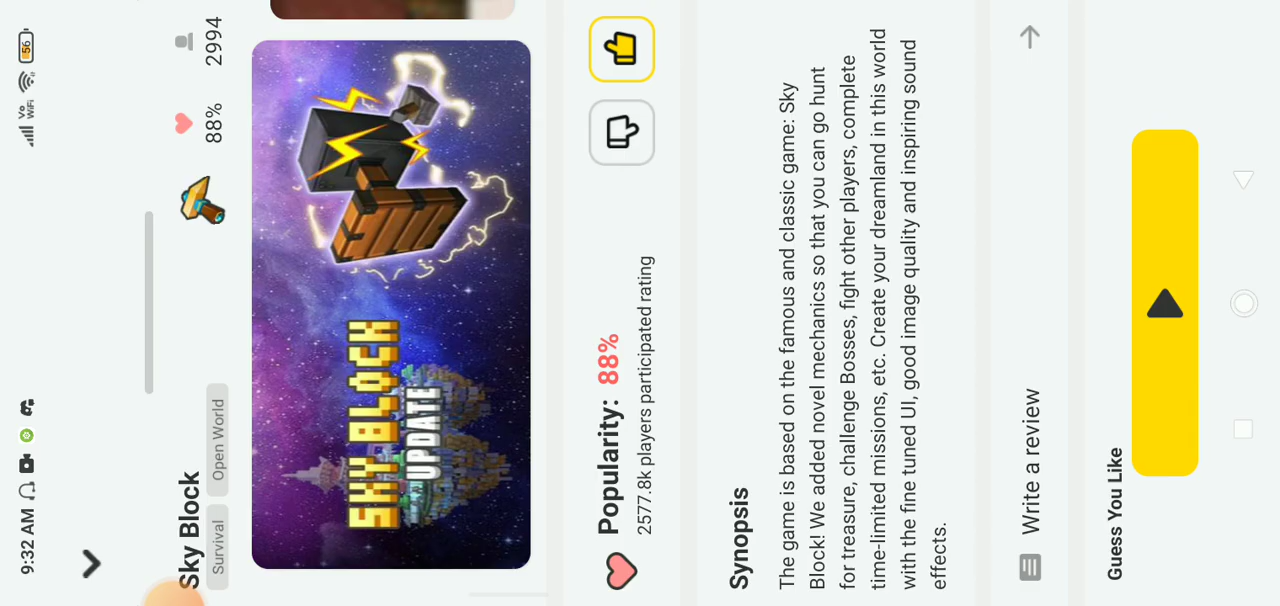 9:32 AM
Vo
WiFi
56
Sky Block
88%
2994
Survival
Open World
SKY BLOCK
UPDATE
Popularity: 88%
2577.8k players participated rating
Synopsis
The game is based on the famous and classic game: Sky
Block! We added novel mechanics so that you can go hunt
for treasure, challenge Bosses, fight other players, complete
time-limited missions, etc. Create your dreamland in this world
with the fine tuned UI, good image quality and inspiring sound
effects.
Write a review
Guess You Like